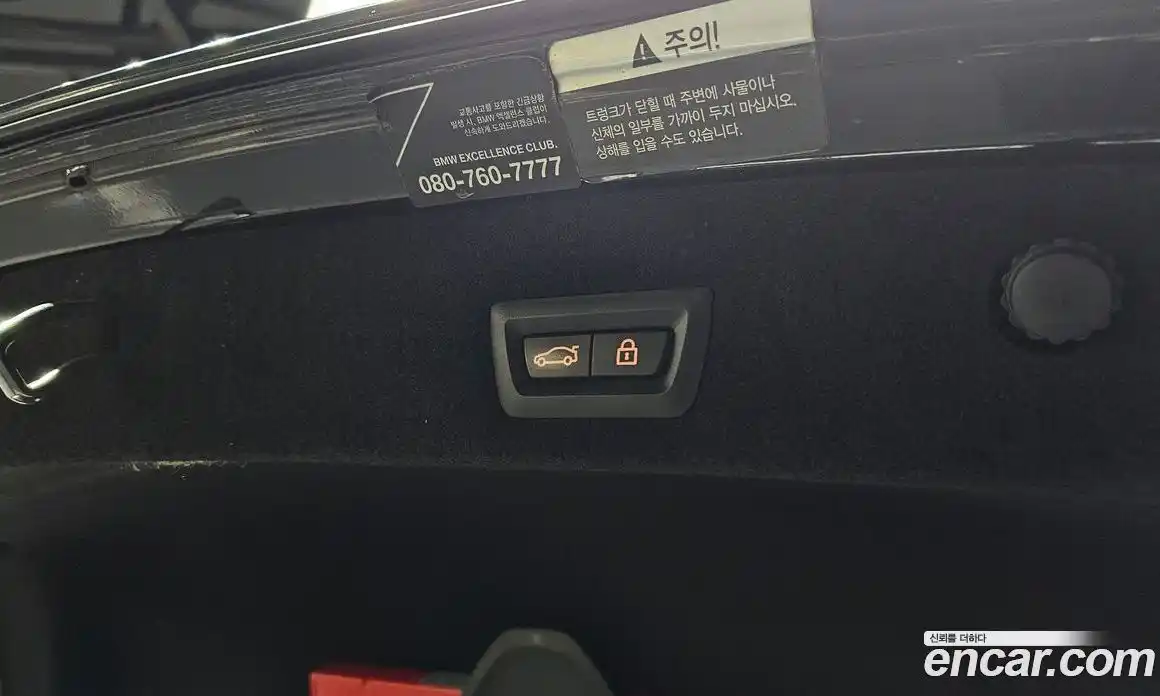 주의!
트렁크가 닫힐 때 주변에 사물이나
신체의 일부를 가까이 두지 마십시오.
상해를 입을 수도 있습니다.
7
교통사고를 포함한 긴급상황
발생 시, BMW 엑셀런스 클럽이
신속하게 도와드리겠습니다.
BMW EXCELLENCE CLUB.
080-760-7777
신뢰를 더하다
encar.com